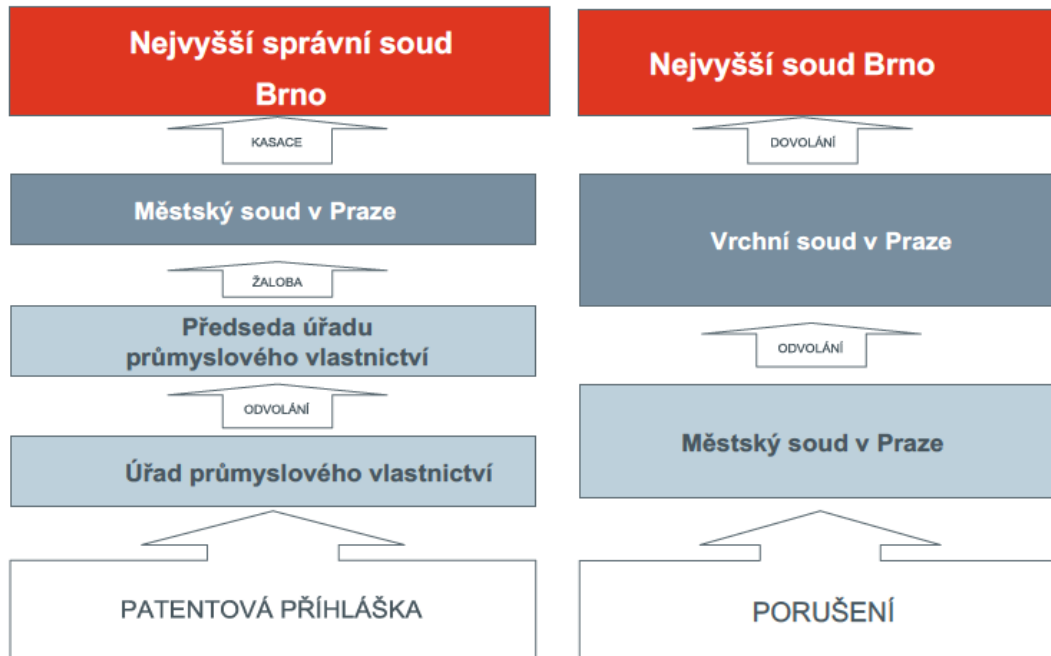 Nejvyšší správní soud
Brno
KASACE
Městský soud v Praze
ŽALOBA
Předseda úřadu
průmyslového vlastnictví
ODVOLÁNÍ
Úřad průmyslového vlastnictví
PATENTOVÁ PŘÍHLÁŠKA
Nejvyšší soud Brno
DOVOLÁNÍ
Vrchní soud v Praze
ODVOLÁNÍ
Městský soud v Praze
PORUŠENÍ